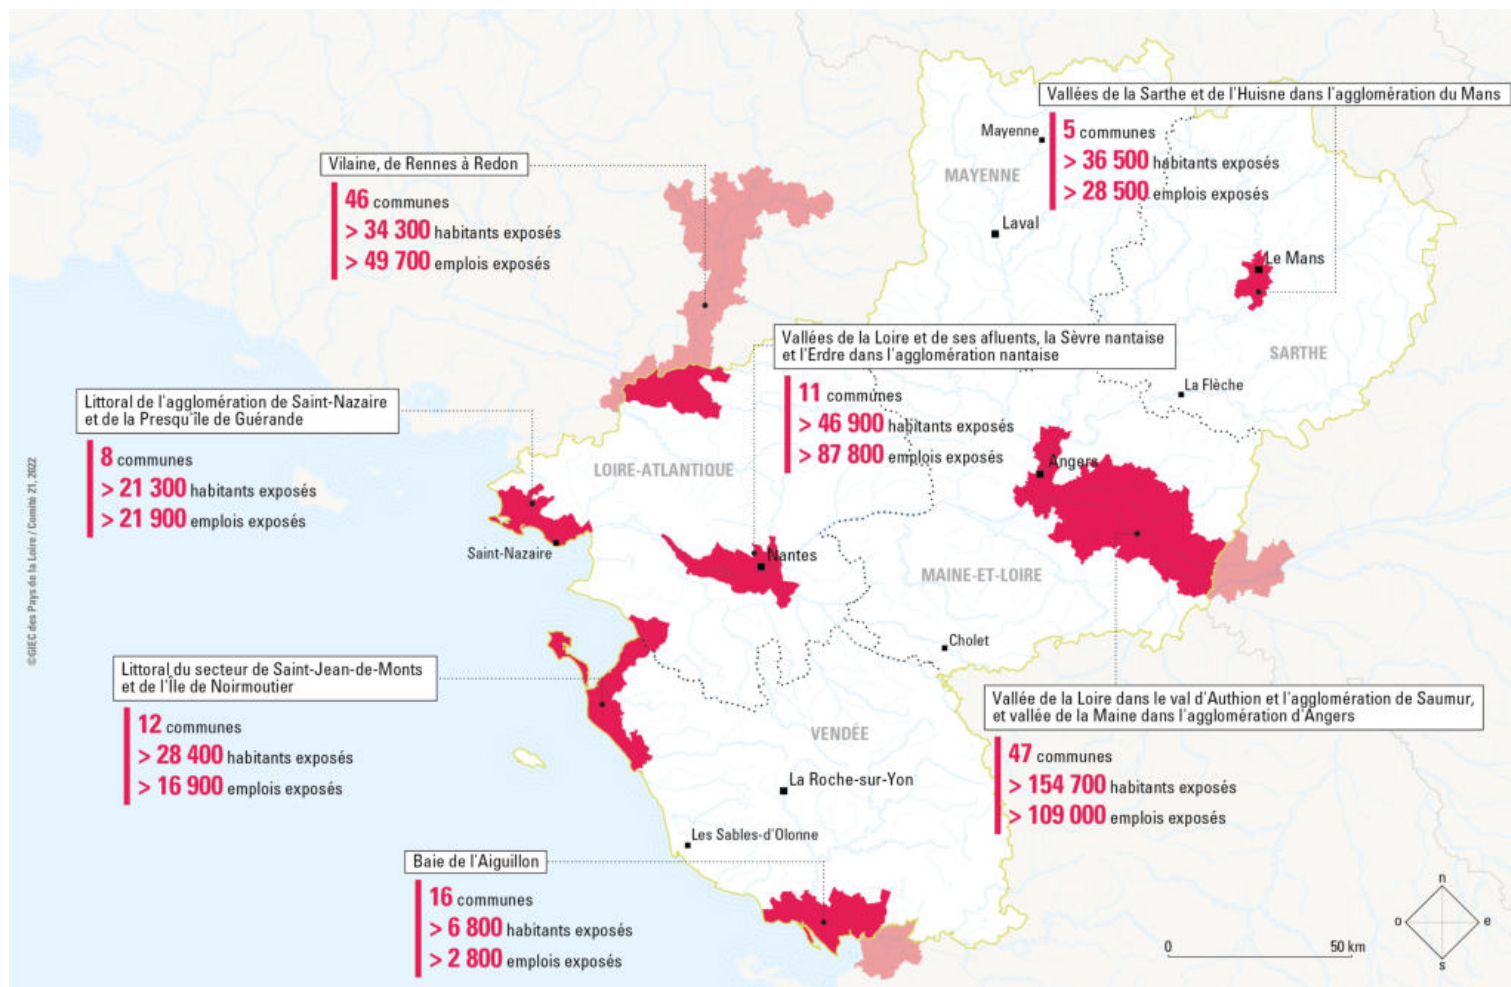 Vallées de la Sarthe et de l'Huisne dans l'agglomération du Mans
5 communes
> 36 500 habitants exposés
> 28 500 emplois exposés
Mayenne
MAYENNE
Laval
Le Mans
SARTHE
La Flèche
Vilaine, de Rennes à Redon
46 communes
> 34 300 habitants exposés
> 49 700 emplois exposés
Vallées de la Loire et de ses afluents, la Sèvre nantaise
et l'Erdre dans l'agglomération nantaise
11 communes
> 46 900 habitants exposés
> 87 800 emplois exposés
Littoral de l'agglomération de Saint-Nazaire
et de la Presqu'île de Guérande
8 communes
> 21 300 habitants exposés
> 21 900 emplois exposés
LOIRE-ATLANTIQUE
Angers
Saint-Nazaire
Nantes
MAINE-ET-LOIRE
Cholet
Littoral du secteur de Saint-Jean-de-Monts
et de l'Île de Noirmoutier
12 communes
> 28 400 habitants exposés
> 16 900 emplois exposés
Vallée de la Loire dans le val d'Authion et l'agglomération de Saumur,
et vallée de la Maine dans l'agglomération d'Angers
47 communes
> 154 700 habitants exposés
> 109 000 emplois exposés
VENDÉE
La Roche-sur-Yon
Les Sables-d'Olonne
Baie de l'Aiguillon
16 communes
> 6 800 habitants exposés
> 2 800 emplois exposés
n
o
e
s
0
50 km
©GIEC des Pays de la Loire / Comité 21, 2022